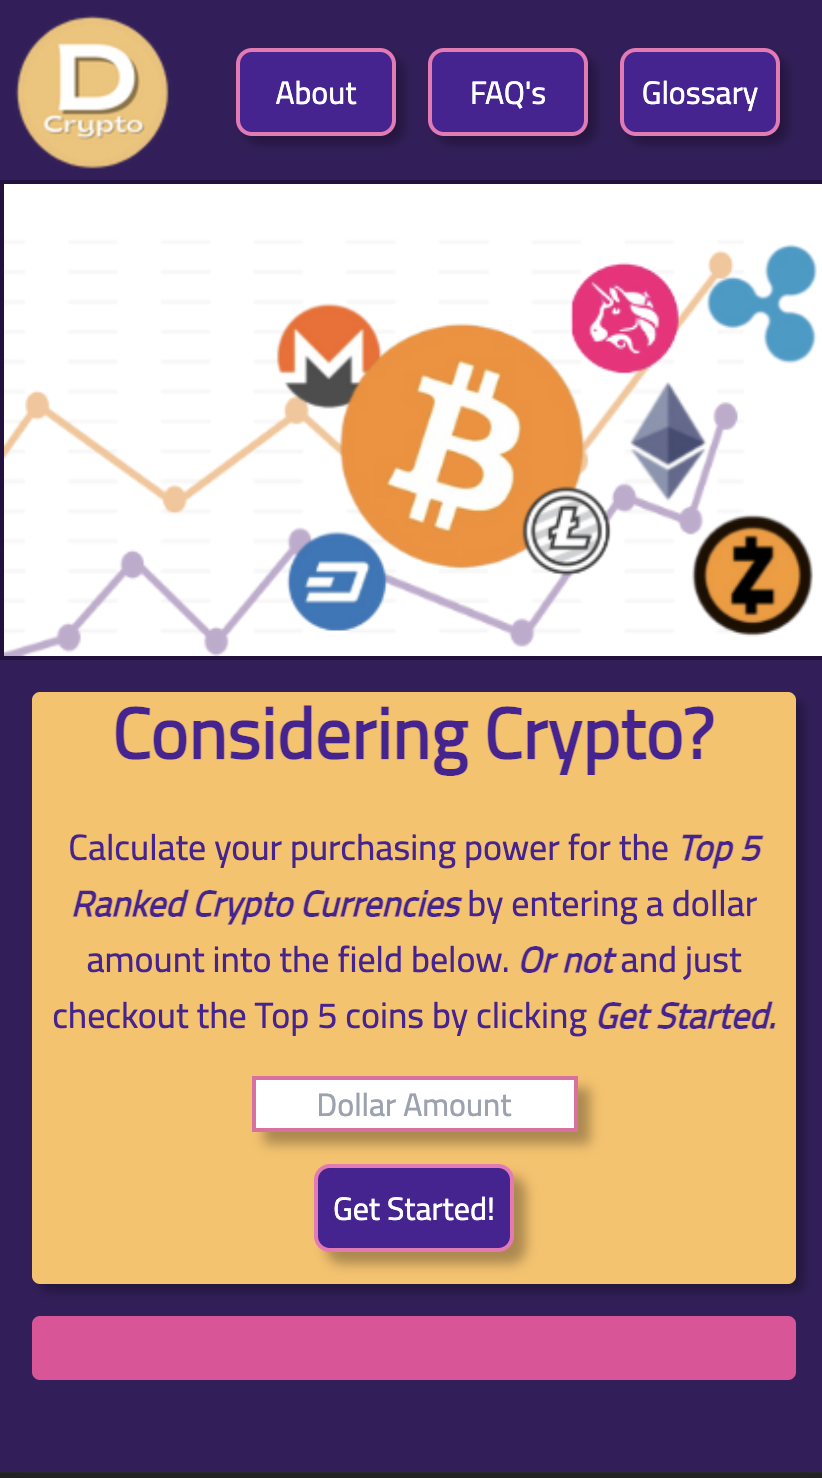 D
Crypto
About
FAQ's
Glossary
Considering Crypto?
Calculate your purchasing power for the Top 5
Ranked Crypto Currencies by entering a dollar
amount into the field below. Or not and just
checkout the Top 5 coins by clicking Get Started.
Dollar Amount
Get Started!